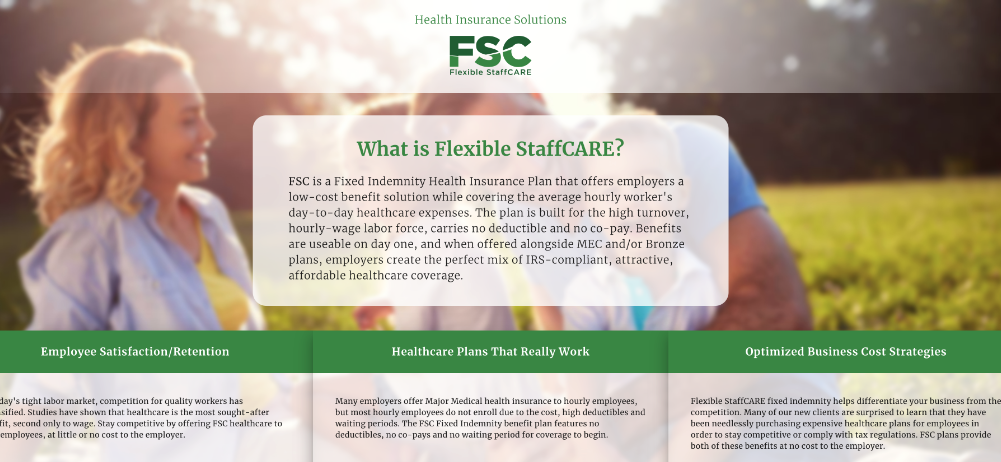 Health Insurance Solutions
FSC
Flexible StaffCARE
What is Flexible StaffCARE?
FSC is a Fixed Indemnity Health Insurance Plan that offers employers a
low-cost benefit solution while covering the average hourly worker's
day-to-day healthcare expenses. The plan is built for the high turnover,
hourly-wage labor force, carries no deductible and no co-pay. Benefits
are useable on day one, and when offered alongside MEC and/or Bronze
plans, employers create the perfect mix of IRS-compliant, attractive,
affordable healthcare coverage.
Employee Satisfaction/Retention
day's tight labor market, competition for quality workers has
sified. Studies have shown that healthcare is the most sought-after
fit, second only to wage. Stay competitive by offering FSC healthcare to
employees, at little or no cost to the employer.
Healthcare Plans That Really Work
Many employers offer Major Medical health insurance to hourly employees,
but most hourly employees do not enroll due to the cost, high deductibles and
waiting periods. The FSC Fixed Indemnity benefit plan features no
deductibles, no co-pays and no waiting period for coverage to begin.
Optimized Business Cost Strategies
Flexible StaffCARE fixed indemnity helps differentiate your business from the
competition. Many of our new clients are surprised to learn that they have
been needlessly purchasing expensive healthcare plans for employees in
order to stay competitive or comply with tax regulations. FSC plans provide
both of these benefits at no cost to the employer.